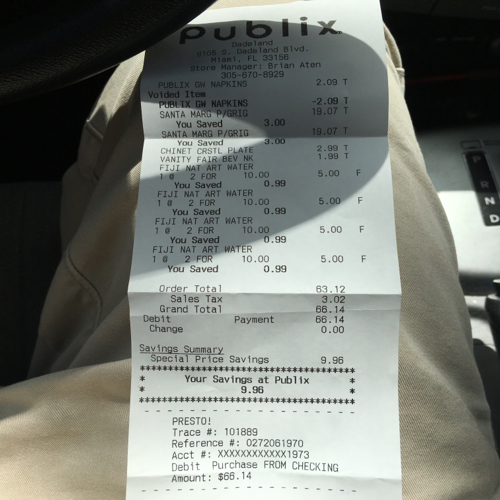 Publix
Dadeland
9105 S. Dadeland Blvd.
Miami, FL 33156
Store Manager: Brian Aten
305-670-8929
PUBLIX GW NAPKINS 2.09 T
Voided Item
PUBLIX GW NAPKINS -2.09 T
SANTA MARG P/GRIG 19.07 T
You Saved 3.00
SANTA MARG P/GRIG 19.07 T
You Saved 3.00
CHINET CRSTL PLATE 2.99 T
VANITY FAIR BEV NK 1.99 T
FIJI NAT ART WATER
1 @ 2 FOR 10.00 5.00 F
You Saved 0.99
FIJI NAT ART WATER
1 @ 2 FOR 10.00 5.00 F
You Saved 0.99
FIJI NAT ART WATER
1 @ 2 FOR 10.00 5.00 F
You Saved 0.99
FIJI NAT ART WATER
1 @ 2 FOR 10.00 5.00 F
You Saved 0.99
Order Total 63.12
Sales Tax 3.02
Grand Total 66.14
Debit Payment 66.14
Change 0.00
Savings Summary
Special Price Savings 9.96
****************************************
* Your Savings at Publix *
* 9.96 *
****************************************
PRESTO!
Trace #: 101889
Reference #: 0272061970
Acct #: XXXXXXXXXXXX1973
Debit Purchase FROM CHECKING
Amount: $66.14
P
R
N
D